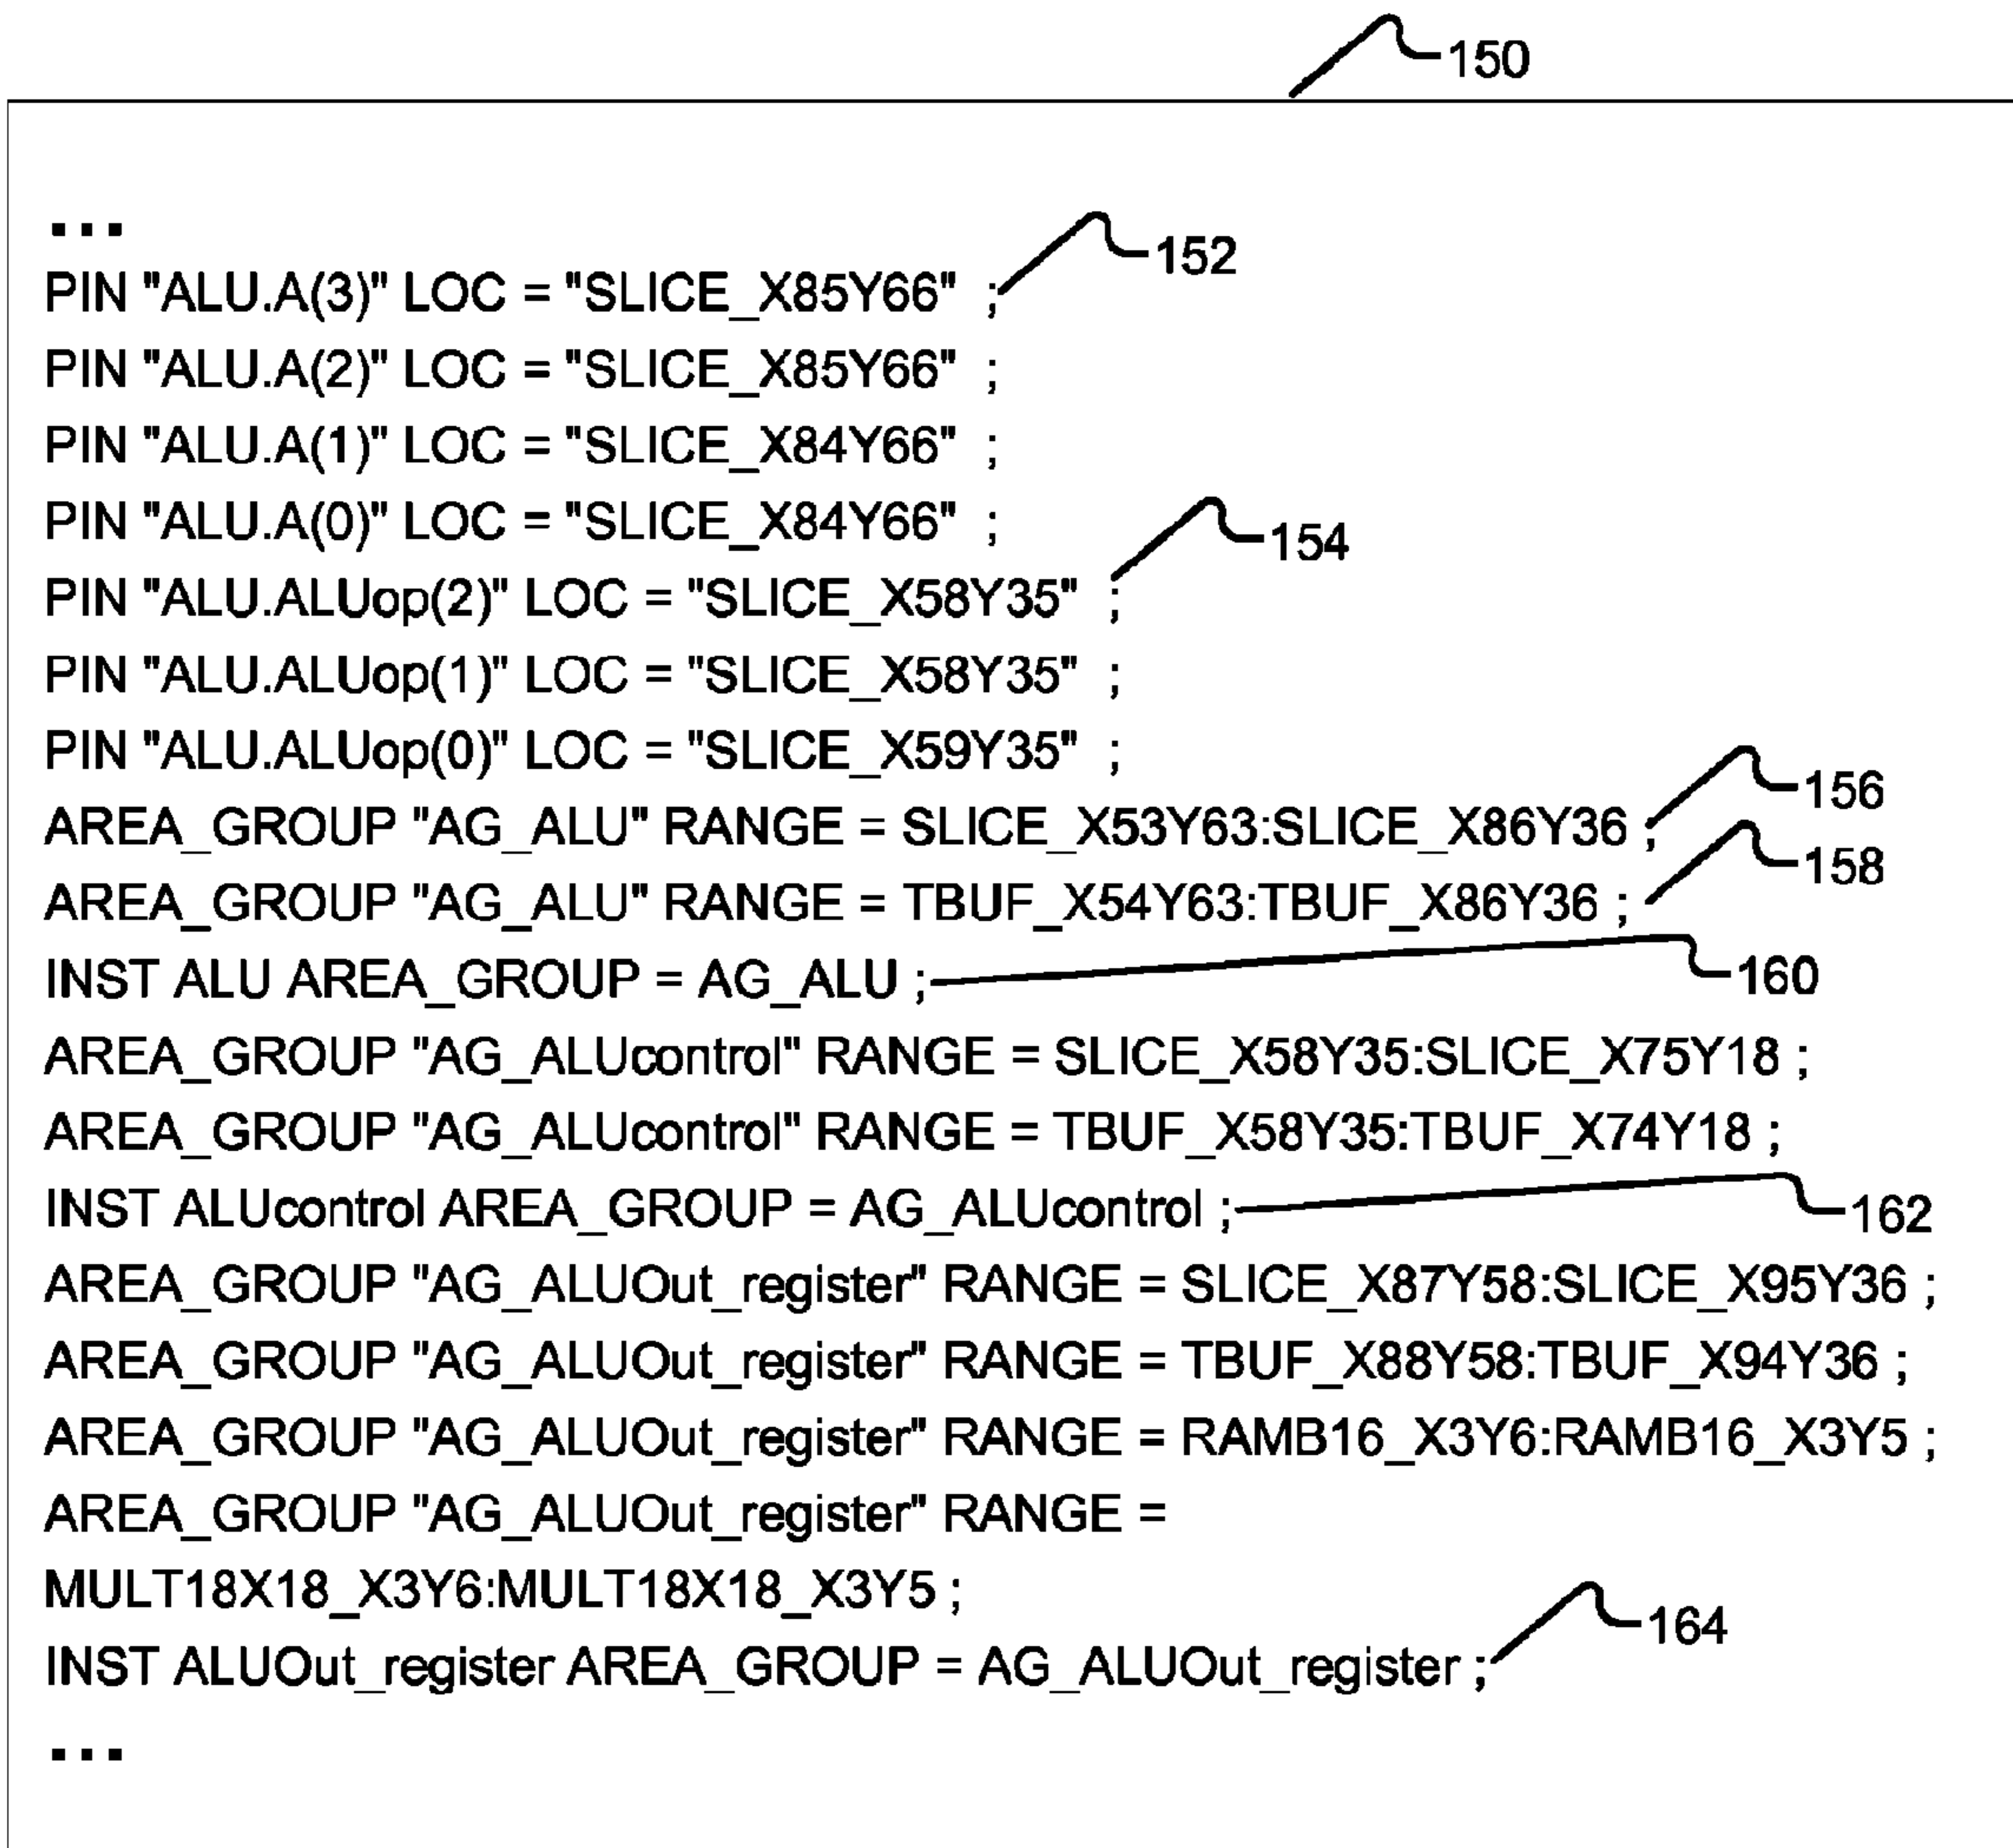 150
...
152
PIN "ALU.A(3)" LOC = "SLICE_X85Y66" ;
PIN "ALU.A(2)" LOC = "SLICE_X85Y66" ;
PIN "ALU.A(1)" LOC = "SLICE_X84Y66" ;
PIN "ALU.A(0)" LOC = "SLICE_X84Y66" ;
154
PIN "ALU.ALUop(2)" LOC = "SLICE_X58Y35" ;
PIN "ALU.ALUop(1)" LOC = "SLICE_X58Y35" ;
PIN "ALU.ALUop(0)" LOC = "SLICE_X59Y35" ;
156
AREA_GROUP "AG_ALU" RANGE = SLICE_X53Y63:SLICE_X86Y36 ;
158
AREA_GROUP "AG_ALU" RANGE = TBUF_X54Y63:TBUF_X86Y36 ;
INST ALU AREA_GROUP = AG_ALU ;
160
AREA_GROUP "AG_ALUcontrol" RANGE = SLICE_X58Y35:SLICE_X75Y18 ;
AREA_GROUP "AG_ALUcontrol" RANGE = TBUF_X58Y35:TBUF_X74Y18 ;
INST ALUcontrol AREA_GROUP = AG_ALUcontrol ;
162
AREA_GROUP "AG_ALUOut_register" RANGE = SLICE_X87Y58:SLICE_X95Y36 ;
AREA_GROUP "AG_ALUOut_register" RANGE = TBUF_X88Y58:TBUF_X94Y36 ;
AREA_GROUP "AG_ALUOut_register" RANGE = RAMB16_X3Y6:RAMB16_X3Y5 ;
AREA_GROUP "AG_ALUOut_register" RANGE =
MULT18X18_X3Y6:MULT18X18_X3Y5 ;
164
INST ALUOut_register AREA_GROUP = AG_ALUOut_register ;
...